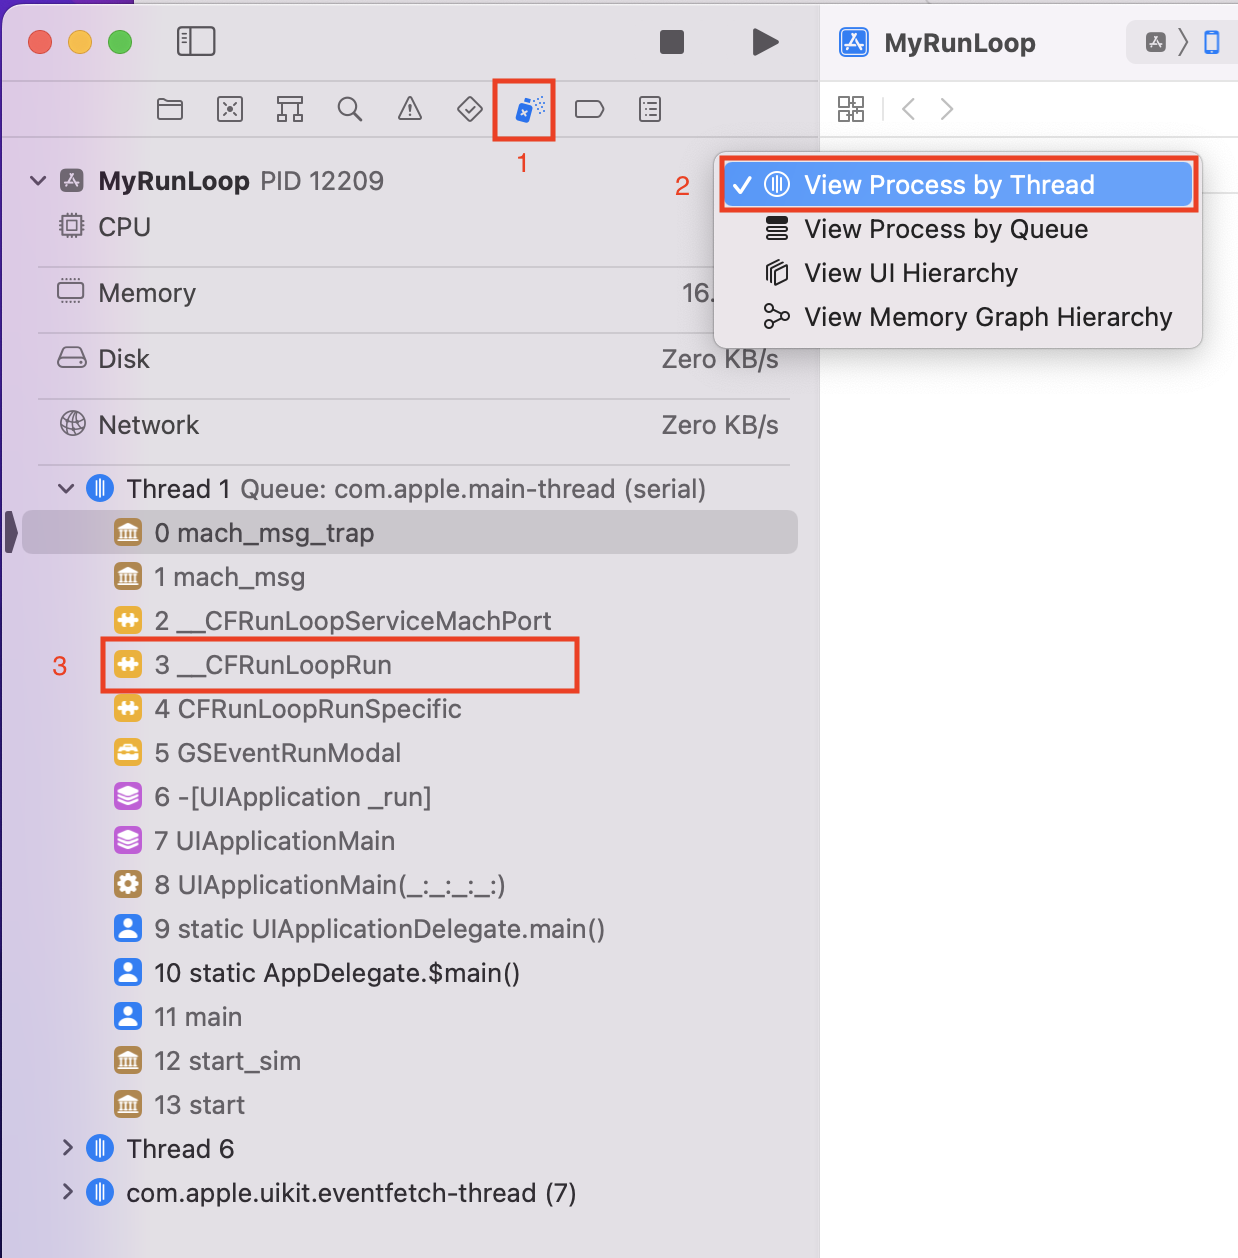 MyRunLoop
1
MyRunLoop PID 12209
2
View Process by Thread
View Process by Queue
View UI Hierarchy
View Memory Graph Hierarchy
CPU
Memory 16.
Disk Zero KB/s
Network Zero KB/s
Thread 1 Queue: com.apple.main-thread (serial)
0 mach_msg_trap
1 mach_msg
2 __CFRunLoopServiceMachPort
3
3 __CFRunLoopRun
4 CFRunLoopRunSpecific
5 GSEventRunModal
6 -[UIApplication _run]
7 UIApplicationMain
8 UIApplicationMain(_:_:_:_:)
9 static UIApplicationDelegate.main()
10 static AppDelegate.$main()
11 main
12 start_sim
13 start
Thread 6
com.apple.uikit.eventfetch-thread (7)